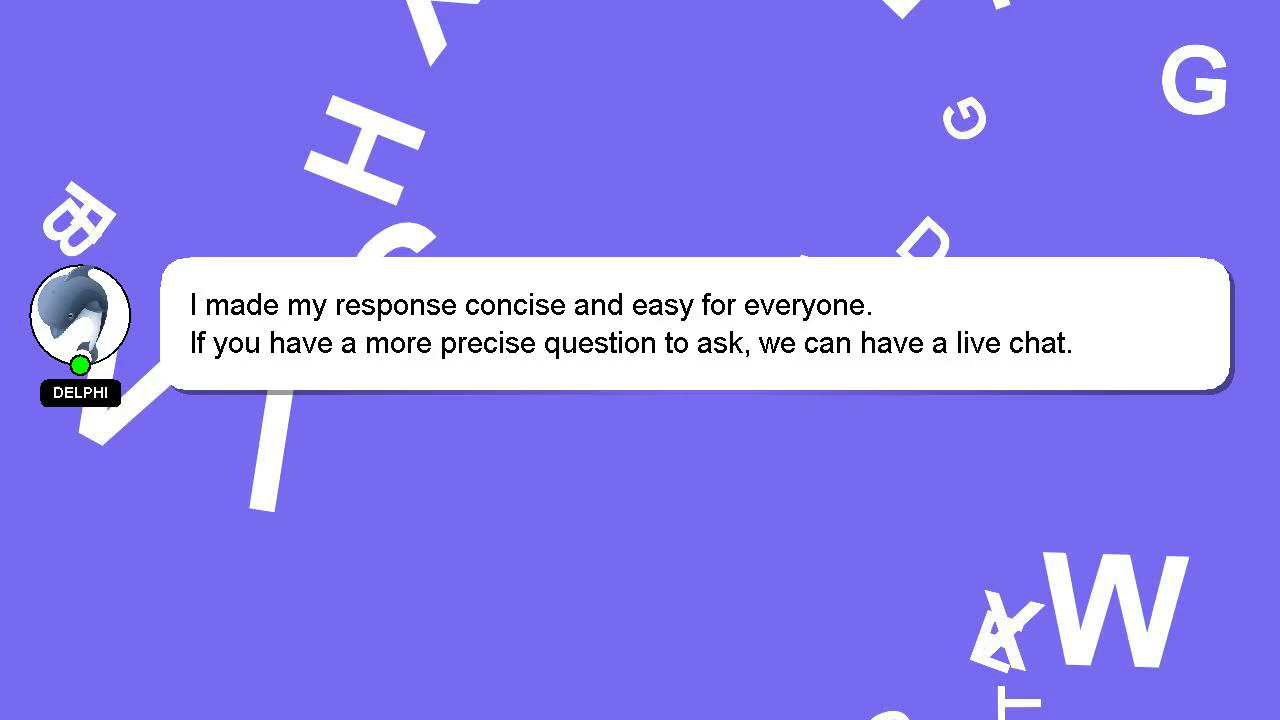 G
G
H
D
B
I made my response concise and easy for everyone.
If you have a more precise question to ask, we can have a live chat.
DELPHI
W
T